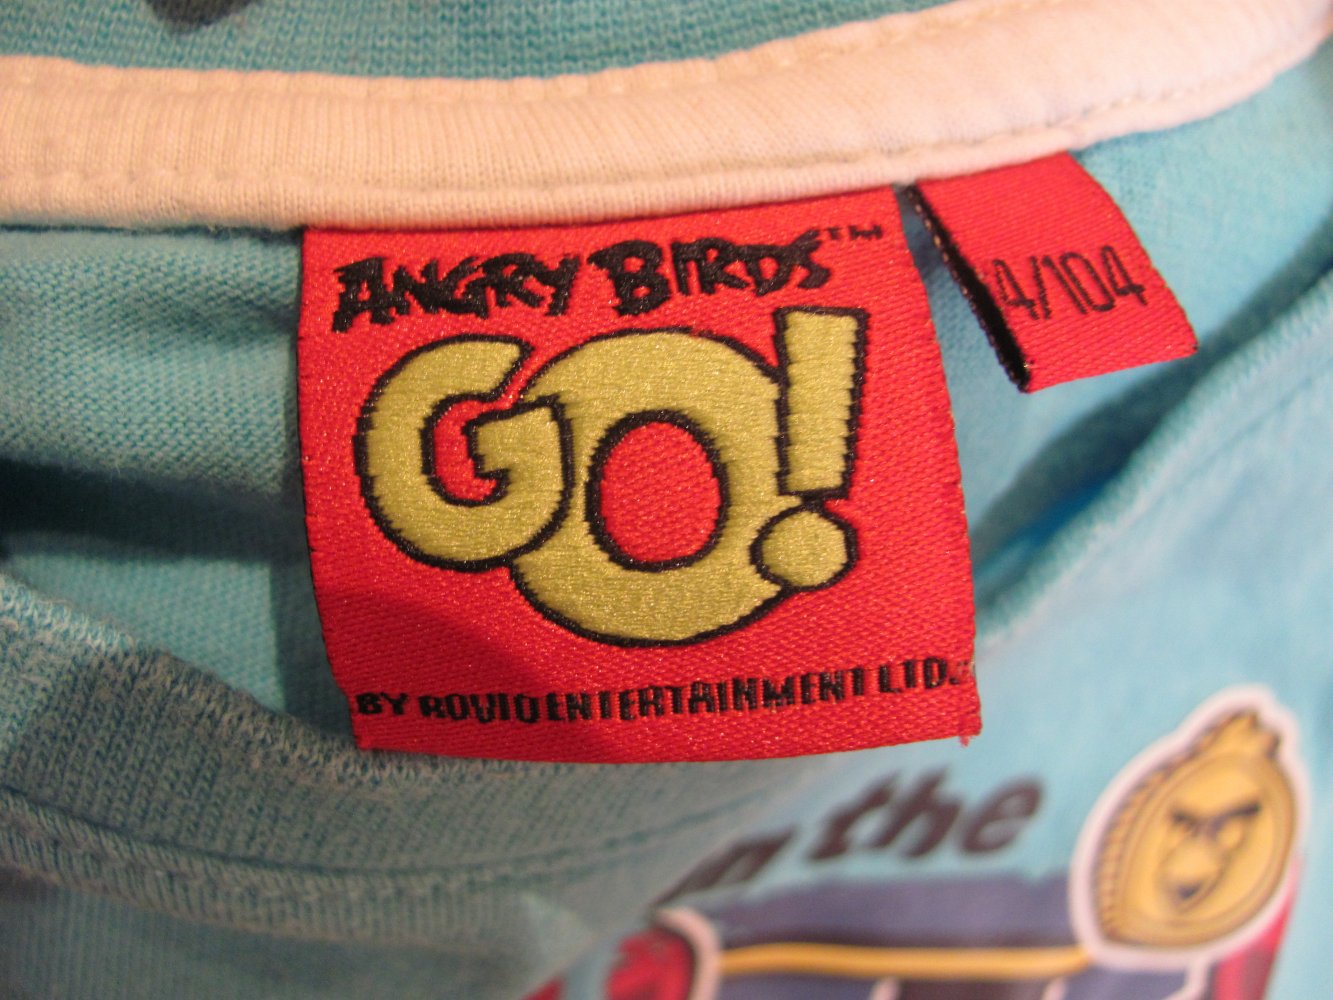 ANGRY BIRDS™
GO!
BY ROVIO ENTERTAINMENT LTD.
4/104
the